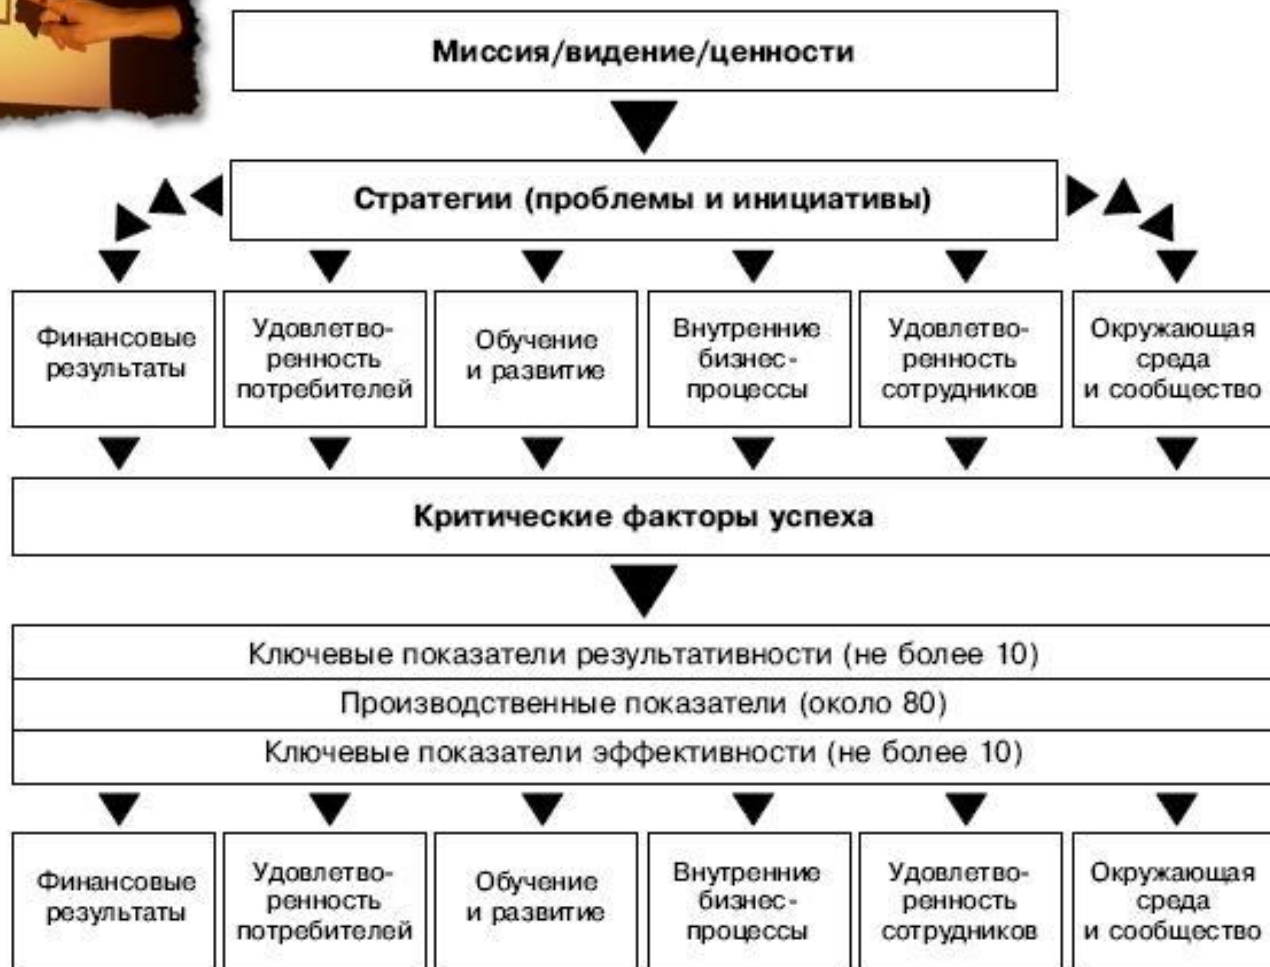 Миссия/видение/ценности
Стратегии (проблемы и инициативы)
Финансовые
результаты
Удовлетво-
ренность
потребителей
Обучение
и развитие
Внутренние
бизнес-
процессы
Удовлетво-
ренность
сотрудников
Окружающая
среда
и сообщество
Критические факторы успеха
Ключевые показатели результативности (не более 10)
Производственные показатели (около 80)
Ключевые показатели эффективности (не более 10)
Финансовые
результаты
Удовлетво-
ренность
потребителей
Обучение
и развитие
Внутренние
бизнес-
процессы
Удовлетво-
ренность
сотрудников
Окружающая
среда
и сообщество